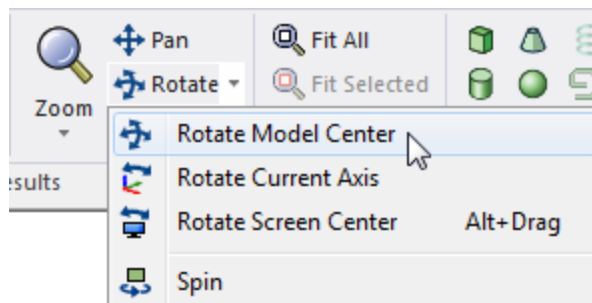 Pan
Fit All
Rotate
Fit Selected
Zoom
Rotate Model Center
Rotate Current Axis
Rotate Screen Center Alt+Drag
Spin